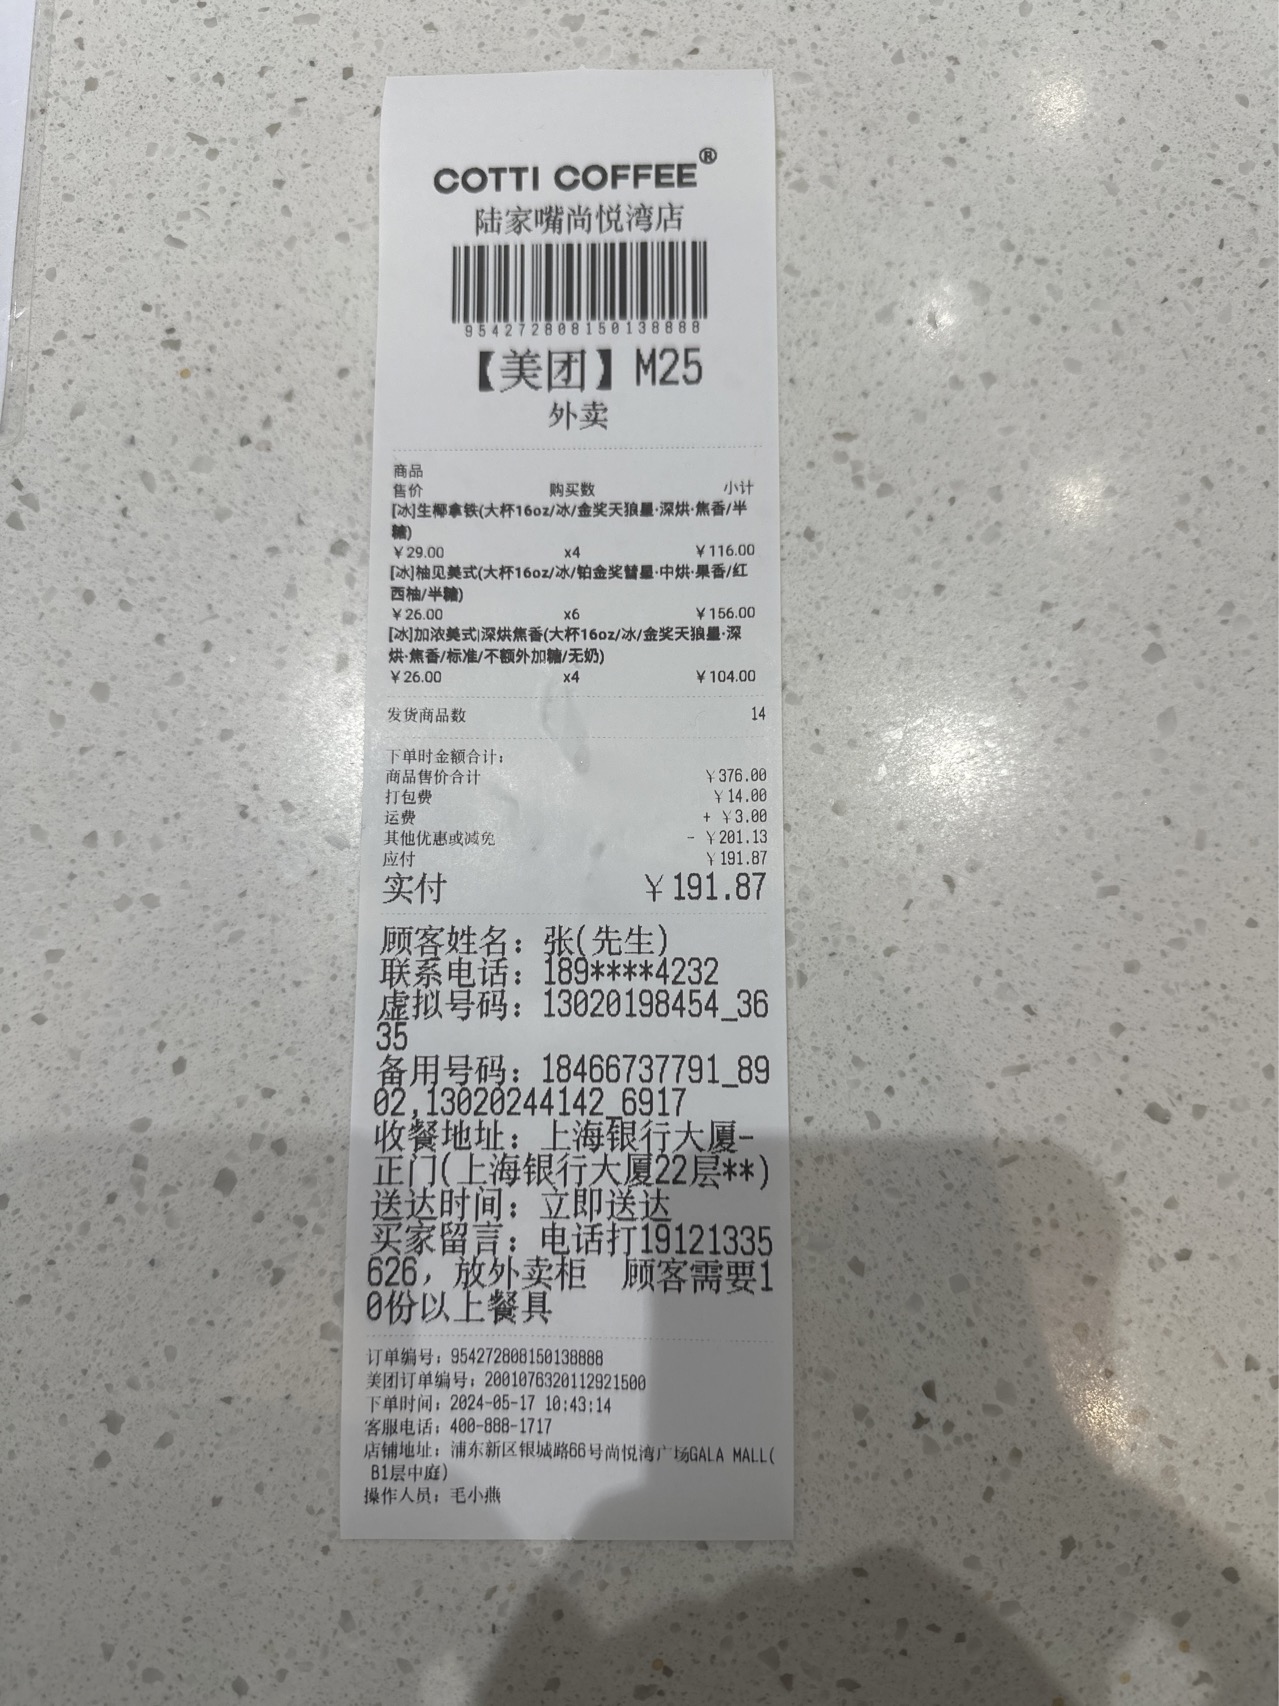 COTTI COFFEE®
陆家嘴尚悦湾店
954272808150138888
【美团】M25
外卖
商品
售价 购买数 小计
[冰]生椰拿铁(大杯16oz/冰/金奖天狼星·深烘·焦香/半
糖)
￥29.00 x4 ￥116.00
[冰]柚见美式(大杯16oz/冰/铂金奖彗星·中烘·果香/红
西柚/半糖)
￥26.00 x6 ￥156.00
[冰]加浓美式|深烘焦香(大杯16oz/冰/金奖天狼星·深
烘·焦香/标准/不额外加糖/无奶)
￥26.00 x4 ￥104.00
发货商品数 14
下单时金额合计：
商品售价合计 ￥376.00
打包费 ￥14.00
运费 + ￥3.00
其他优惠或减免 - ￥201.13
应付 ￥191.87
实付 ￥191.87
顾客姓名：张(先生)
联系电话：189****4232
虚拟号码：13020198454_36
35
备用号码：18466737791_89
02,13020244142_6917
收餐地址：上海银行大厦-
正门(上海银行大厦22层**)
送达时间：立即送达
买家留言：电话打19121335
626，放外卖柜 顾客需要1
0份以上餐具
订单编号：954272808150138888
美团订单编号：2001076320112921500
下单时间：2024-05-17 10:43:14
客服电话：400-888-1717
店铺地址：浦东新区银城路66号尚悦湾广场GALA MALL(
B1层中庭)
操作人员：毛小燕